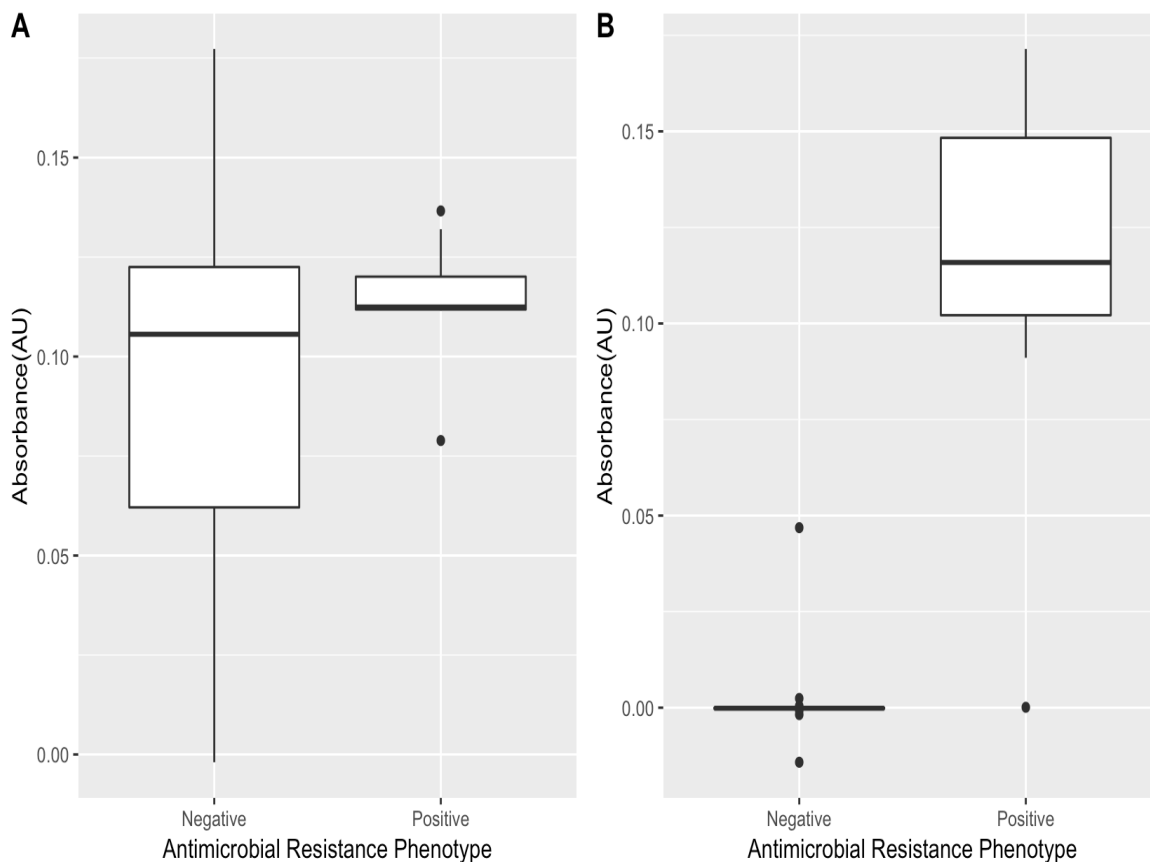 A
Absorbance(AU)
0.15
0.10
0.05
0.00
Negative
Positive
Antimicrobial Resistance Phenotype
B
Absorbance(AU)
0.15
0.10
0.05
0.00
Negative
Positive
Antimicrobial Resistance Phenotype